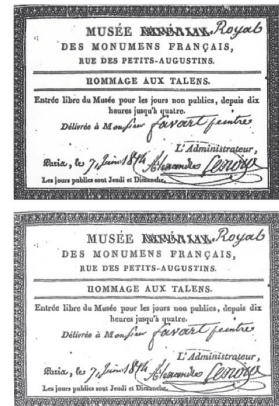 MUSÉE IMPÉRIAL Royal
DES MONUMENS FRANÇAIS,
RUE DES PETITS-AUGUSTINS.
HOMMAGE AUX TALENS.
Entrée libre du Musée pour les jours non publics, depuis dix
heures jusqu'à quatre.
Délivrée à Monsieur favart peintre
L'Administrateur,
Paris, le 7 juin 1814 Alexandre Lenoir
Les jours publics sont Jeudi et Dimanche.
MUSÉE IMPÉRIAL Royal
DES MONUMENS FRANÇAIS,
RUE DES PETITS-AUGUSTINS.
HOMMAGE AUX TALENS.
Entrée libre du Musée pour les jours non publics, depuis dix
heures jusqu'à quatre.
Délivrée à Monsieur favart peintre
L'Administrateur,
Paris, le 7 juin 1814 Alexandre Lenoir
Les jours publics sont Jeudi et Dimanche.